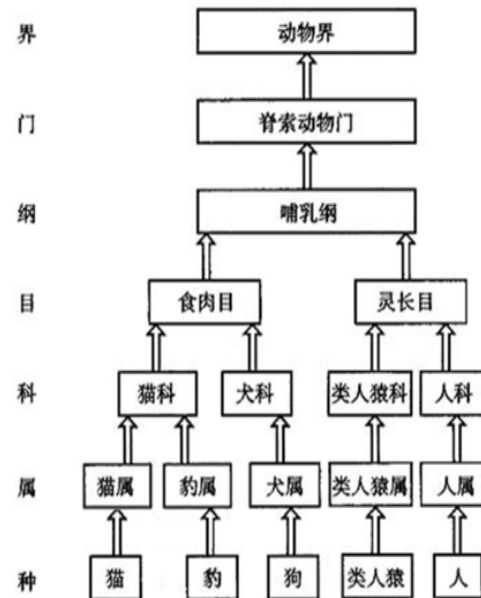 界 动物界
门 脊索动物门
纲 哺乳纲
目 食肉目 灵长目
科 猫科 犬科 类人猿科 人科
属 猫属 豹属 犬属 类人猿属 人属
种 猫 豹 狗 类人猿 人